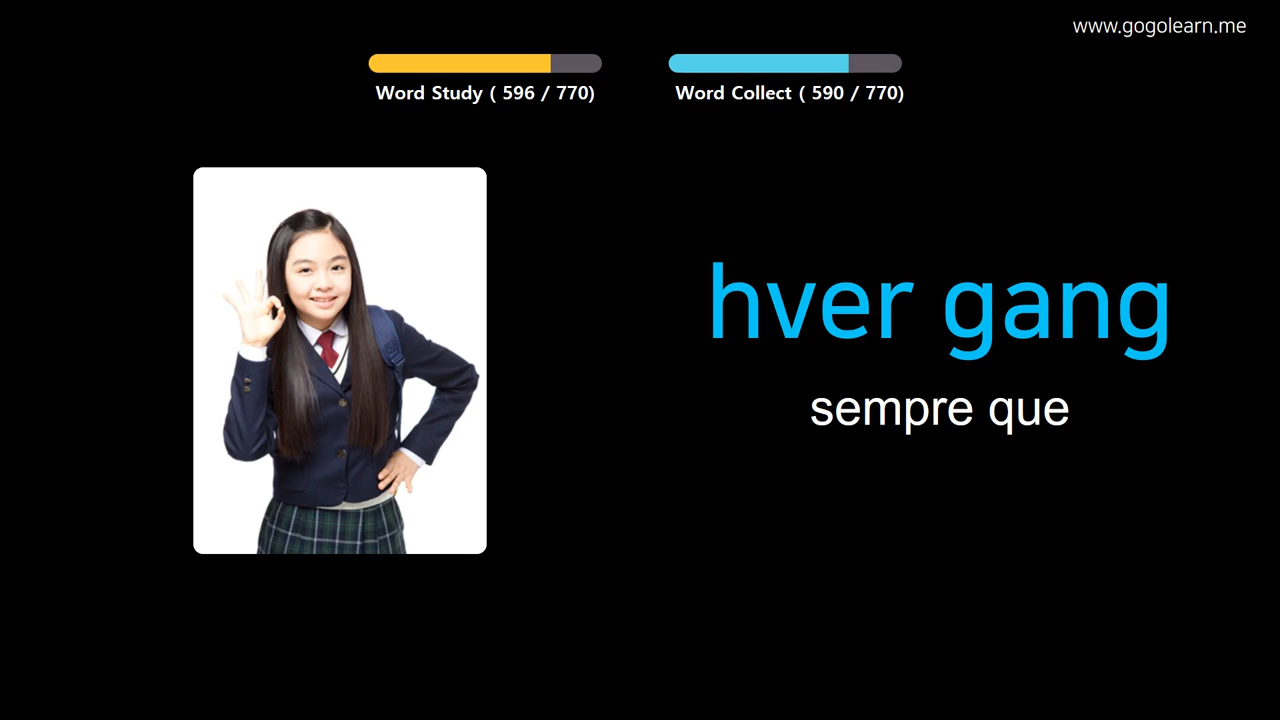 www.gogolearn.me
Word Study ( 596 / 770)
Word Collect ( 590 / 770)
hver gang
sempre que